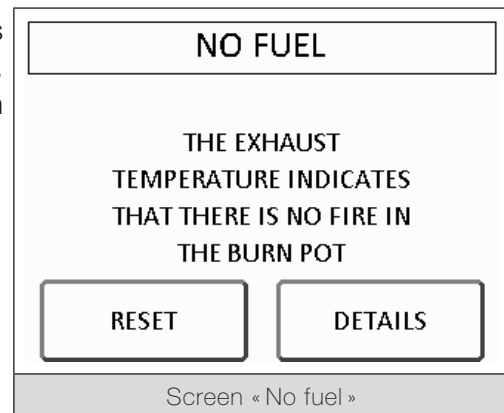 NO FUEL
THE EXHAUST
TEMPERATURE INDICATES
THAT THERE IS NO FIRE IN
THE BURN POT
RESET DETAILS
Screen « No fuel »